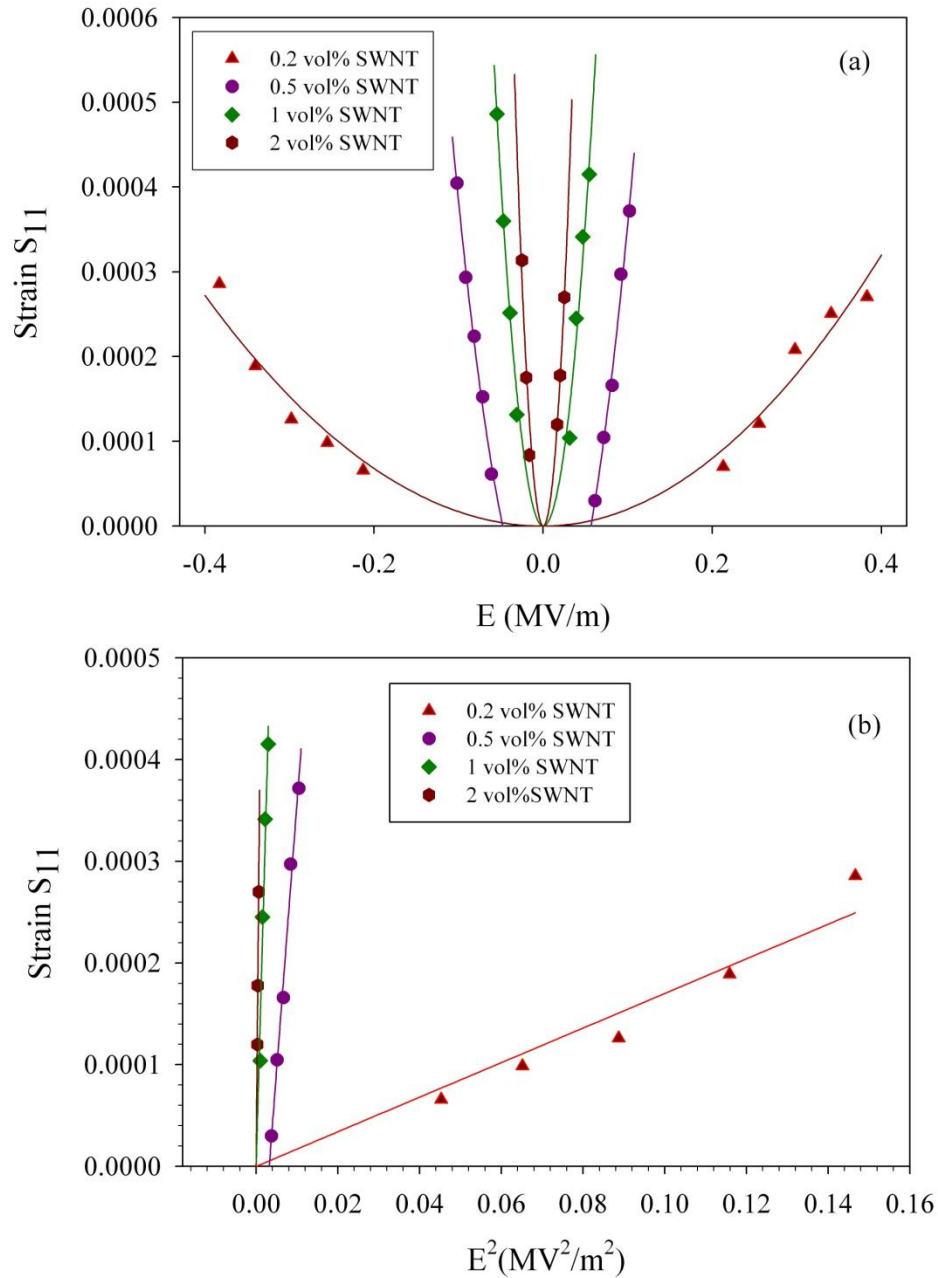 0.0006
0.0005
0.0004
0.0003
0.0002
0.0001
0.0000
Strain S11
0.2 vol% SWNT
0.5 vol% SWNT
1 vol% SWNT
2 vol% SWNT
(a)
-0.4 -0.2 0.0 0.2 0.4
E (MV/m)
0.0005
0.0004
0.0003
0.0002
0.0001
0.0000
Strain S11
0.2 vol% SWNT
0.5 vol% SWNT
1 vol% SWNT
2 vol%SWNT
(b)
0.00 0.02 0.04 0.06 0.08 0.10 0.12 0.14 0.16
E²(MV²/m²)